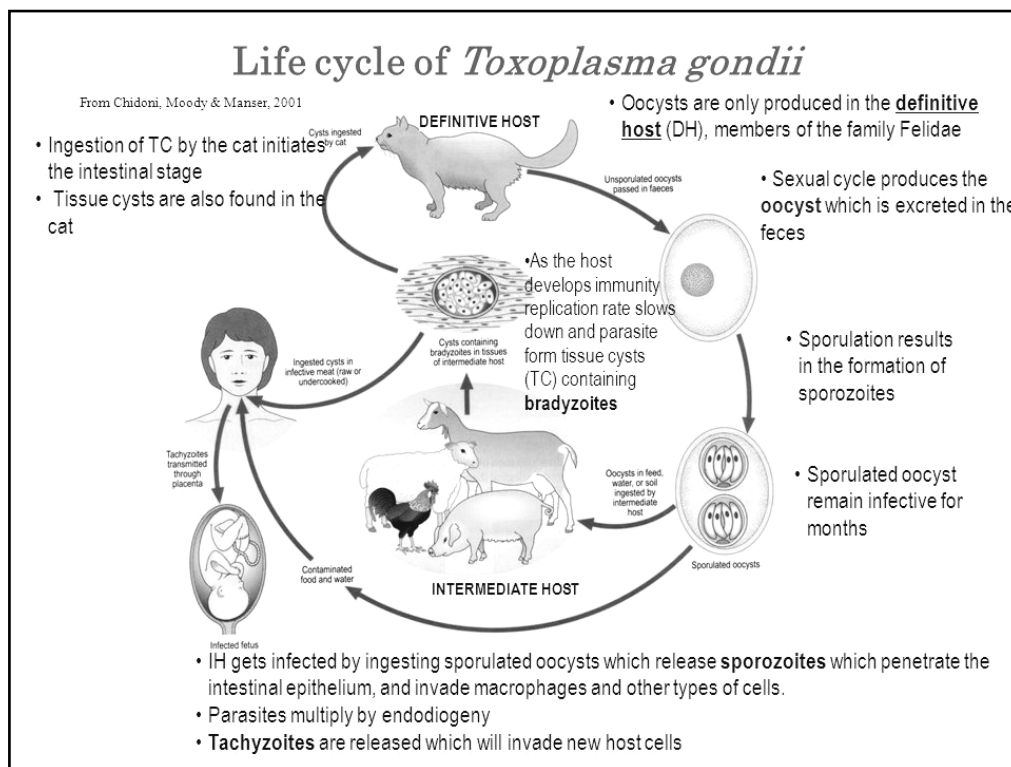 Life cycle of Toxoplasma gondii
From Chidoni, Moody & Manser, 2001
• Ingestion of TC by the cat initiates
the intestinal stage
• Tissue cysts are also found in the
cat
Cysts ingested
by cat
DEFINITIVE HOST
• Oocysts are only produced in the definitive
host (DH), members of the family Felidae
Unsporulated oocysts
passed in faeces
• Sexual cycle produces the
oocyst which is excreted in the
feces
•As the host
develops immunity
replication rate slows
down and parasite
form tissue cysts
(TC) containing
bradyzoites
Cysts containing
bradyzoites in tissues
of intermediate host
Ingested cysts in
infective meat (raw or
undercooked)
• Sporulation results
in the formation of
sporozoites
Tachyzoites
transmitted
through
placenta
Oocysts in feed,
water, or soil
ingested by
intermediate
host
• Sporulated oocyst
remain infective for
months
Sporulated oocysts
Contaminated
food and water
INTERMEDIATE HOST
Infected fetus
• IH gets infected by ingesting sporulated oocysts which release sporozoites which penetrate the
intestinal epithelium, and invade macrophages and other types of cells.
• Parasites multiply by endodiogeny
• Tachyzoites are released which will invade new host cells